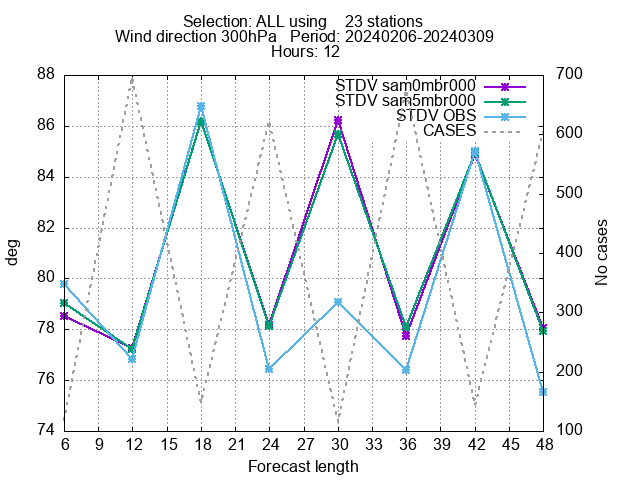 Selection: ALL using    23 stations
Wind direction 300hPa   Period: 20240206-20240309
Hours: 12
STDV sam0mbr000
STDV sam5mbr000
STDV OBS
CASES
88
86
84
82
80
78
76
74
deg
700
600
500
400
300
200
100
No cases
6 9 12 15 18 21 24 27 30 33 36 39 42 45 48
Forecast length